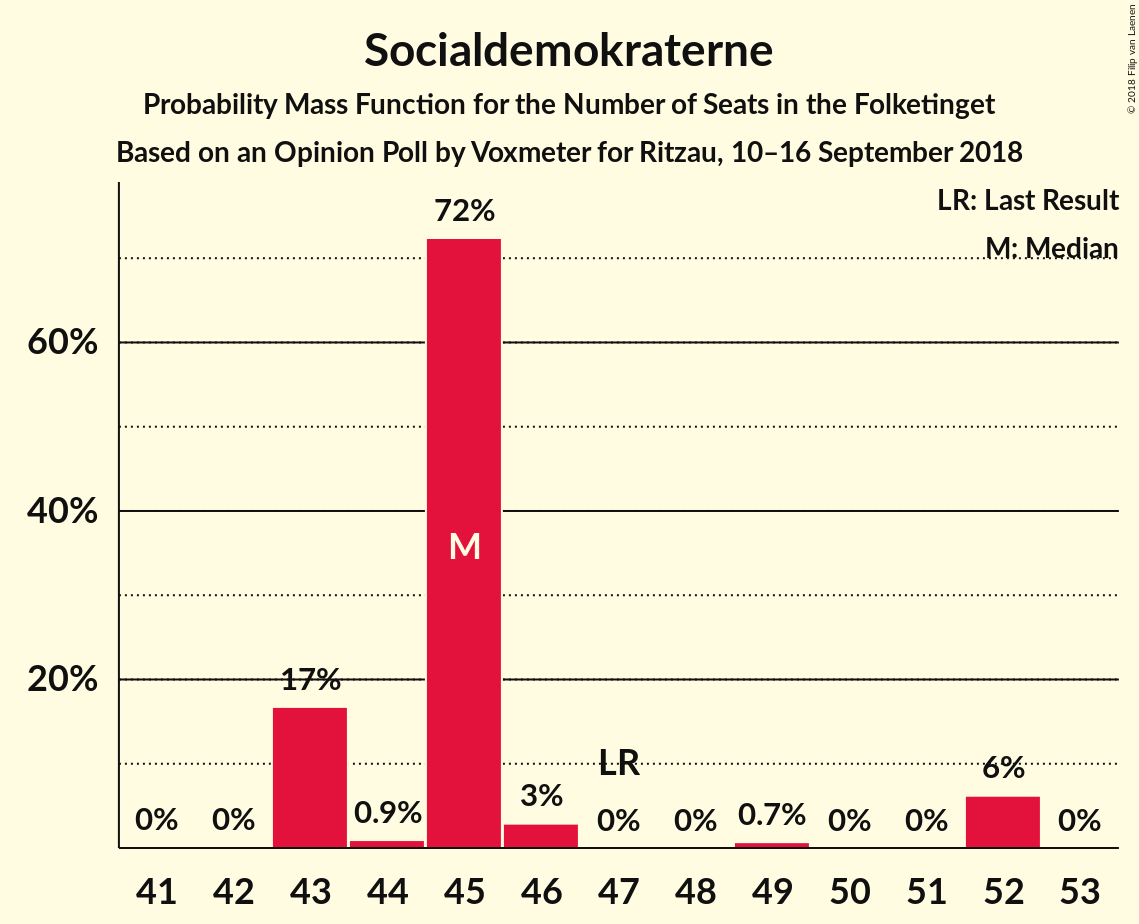 Socialdemokraterne
Probability Mass Function for the Number of Seats in the Folketinget
Based on an Opinion Poll by Voxmeter for Ritzau, 10–16 September 2018
© 2018 Filip van Laenen
LR: Last Result
M: Median
72%
60%
40%
M
20%
17%
LR
6%
3%
0% 0% 0.9% 0% 0% 0.7% 0% 0% 0%
41 42 43 44 45 46 47 48 49 50 51 52 53